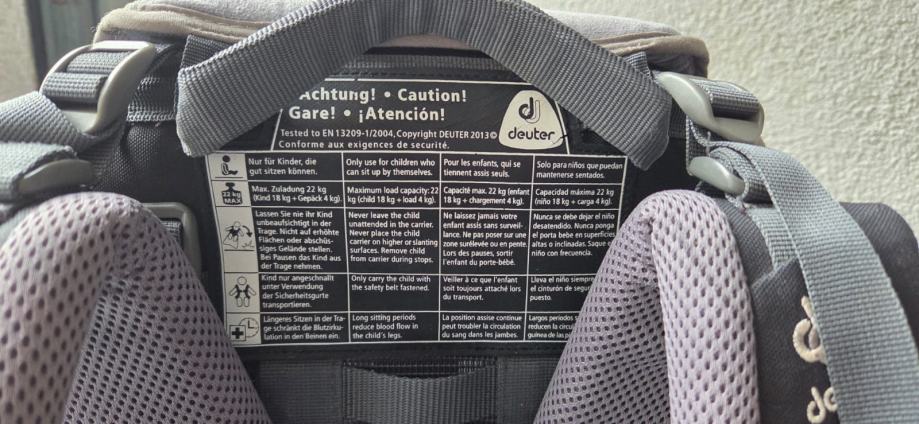 Achtung! • Caution!
Gare! • ¡Atención!
Tested to EN 13209-1/2004, Copyright DEUTER 2013©
Conforme aux exigences de securité.
deuter
Nur für Kinder, die
gut sitzen können.
Only use for children who
can sit up by themselves.
Pour les enfants, qui se
tiennent assis seuls.
Solo para niños que puedan
mantenerse sentados.
22 kg
MAX
Max. Zuladung 22 kg
(Kind 18 kg + Gepäck 4 kg).
Maximum load capacity: 22
kg (child 18 kg + load 4 kg).
Capacité max. 22 kg (enfant
18 kg + chargement 4 kg).
Capacidad máxima 22 kg
(niño 18 kg + carga 4 kg).
Lassen Sie nie ihr Kind
unbeaufsichtigt in der
Trage. Nicht auf erhöhte
Flächen oder abschüs-
siges Gelände stellen.
Bei Pausen das Kind aus
der Trage nehmen.
Never leave the child
unattended in the carrier.
Never place the child
carrier on higher or slanting
surfaces. Remove child
from carrier during stops.
Ne laissez jamais votre
enfant assis sans surveil-
lance. Ne pas poser sur une
zone surélevée ou en pente.
Lors des pauses, sortir
l'enfant du porte-bébé.
Nunca se debe dejar el niño
desatendido. Nunca ponga
el porta bebé en superficies
altas o inclinadas. Saque el
niño con frecuencia.
Kind nur angeschnallt
unter Verwendung
der Sicherheitsgurte
transportieren.
Only carry the child with
the safety belt fastened.
Veiller à ce que l'enfant
soit toujours attaché lors
du transport.
Lleva el niño siempre
el cinturón de
puesto.
Längeres Sitzen in der Tra-
ge schränkt die Blutzirku-
lation in den Beinen ein.
Long sitting periods
reduce blood flow in
the child's legs.
La position assise continue
peut troubler la circulation
du sang dans les jambes.
Largos periodos
reducen la
de las